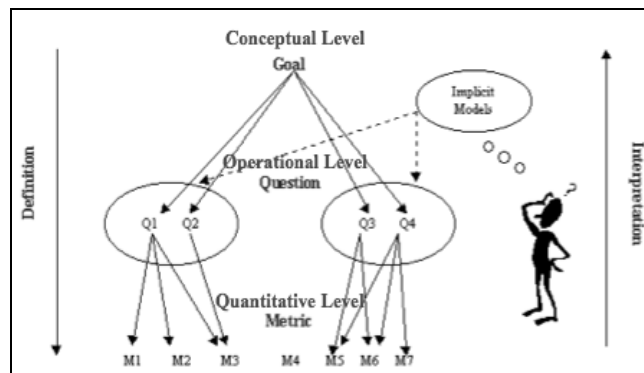 Conceptual Level
Goal
Implicit
Models
Operational Level
Question
Definition
Interpretation
?
Q1 Q2 Q3 Q4
Quantitative Level
Metric
M1 M2 M3 M4 M5 M6 M7